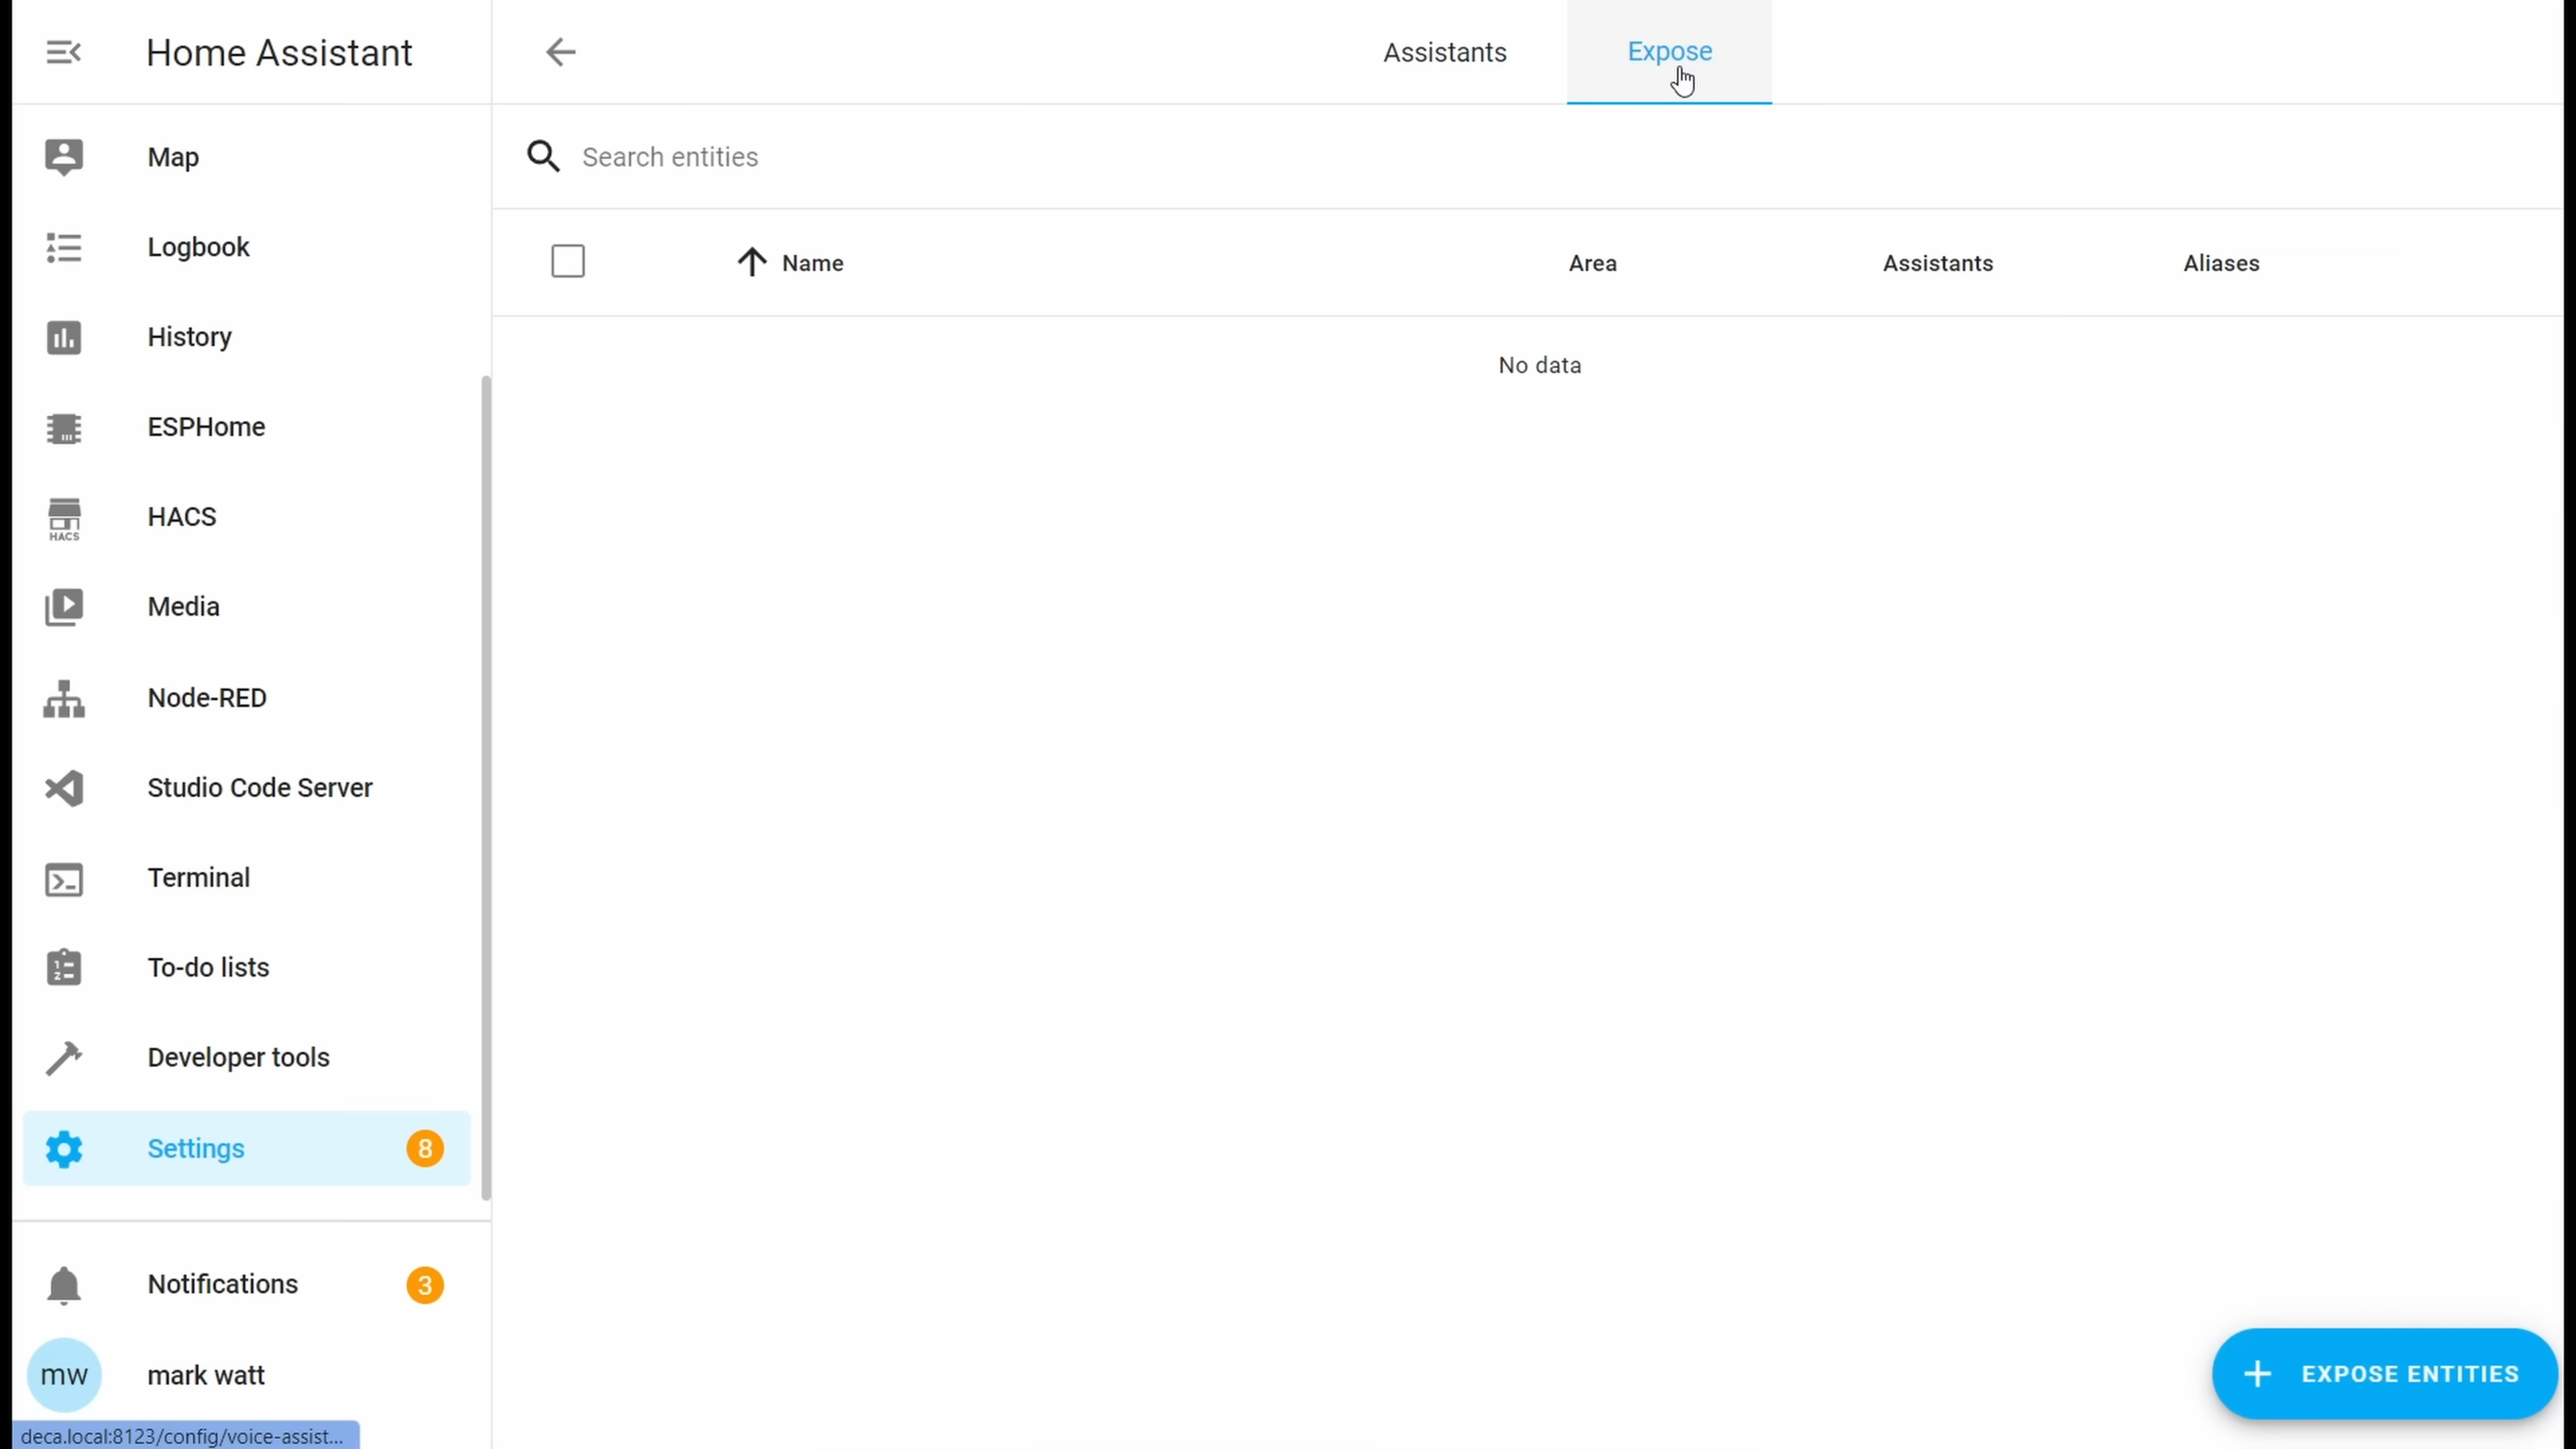 Home Assistant
Map
Logbook
History
ESPHome
HACS
HACS
Media
Node-RED
Studio Code Server
Terminal
To-do lists
Developer tools
Settings 8
Notifications 3
mw mark watt
deca.local:8123/config/voice-assist...
Assistants Expose
Search entities
Name Area Assistants Aliases
No data
EXPOSE ENTITIES